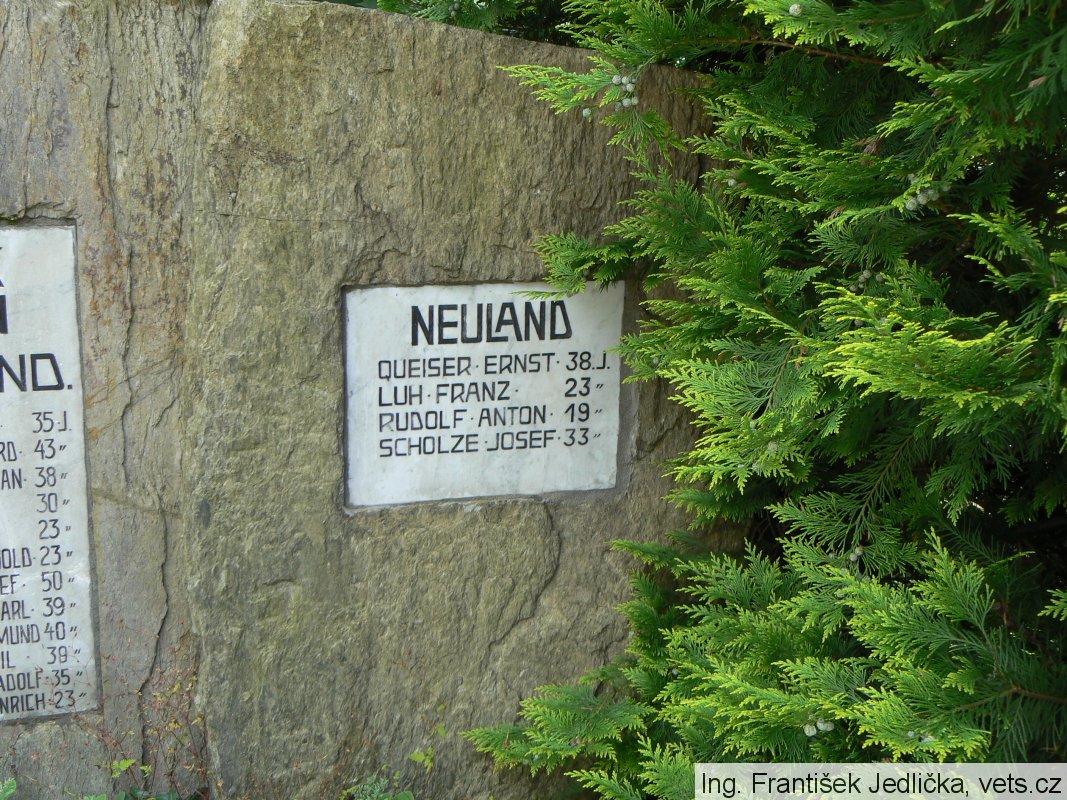 ND.
35.J.
43 "
38 "
30 "
23 "
23 "
50 "
39 "
40 "
38 "
35 "
23 "
NEULAND
QUEISER · ERNST · 38.J.
LUH · FRANZ · 23 "
RUDOLF · ANTON · 19 "
SCHOLZE · JOSEF · 33 "
Ing. František Jedlička, vets.cz